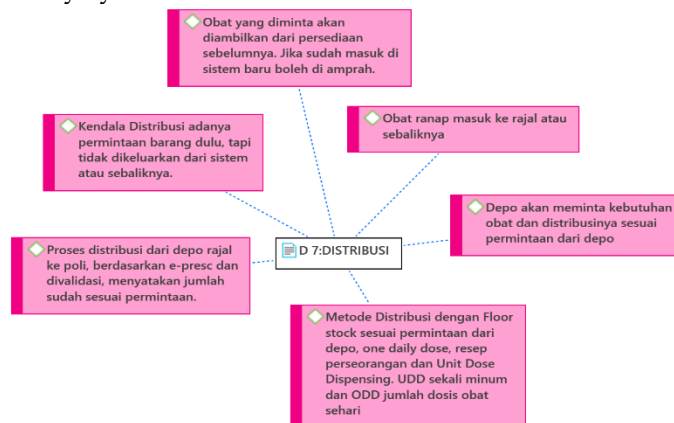 Obat yang diminta akan
diambilkan dari persediaan
sebelumnya. Jika sudah masuk di
sistem baru boleh di amprah.
Kendala Distribusi adanya
permintaan barang dulu, tapi
tidak dikeluarkan dari sistem
atau sebaliknya.
Obat ranap masuk ke rajal atau
sebaliknya
Depo akan meminta kebutuhan
obat dan distribusinya sesuai
permintaan dari depo
D 7:DISTRIBUSI
Proses distribusi dari depo rajal
ke poli, berdasarkan e-presc dan
divalidasi, menyatakan jumlah
sudah sesuai permintaan.
Metode Distribusi dengan Floor
stock sesuai permintaan dari
depo, one daily dose, resep
perseorangan dan Unit Dose
Dispensing. UDD sekali minum
dan ODD jumlah dosis obat
sehari